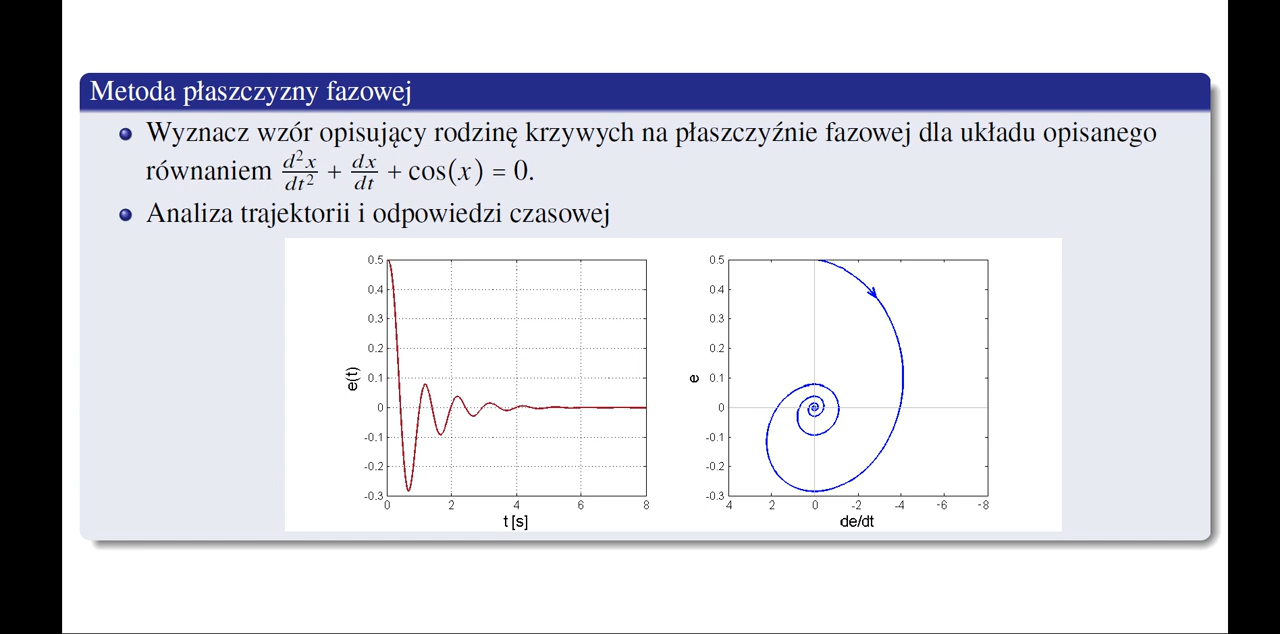 Metoda płaszczyzny fazowej
Wyznacz wzór opisujący rodzinę krzywych na płaszczyźnie fazowej dla układu opisanego
równaniem d²x/dt² + dx/dt + cos(x) = 0.
Analiza trajektorii i odpowiedzi czasowej
0.5
0.4
0.3
0.2
0.1
0
-0.1
-0.2
-0.3
e(t)
0 2 4 6 8
t [s]
0.5
0.4
0.3
0.2
0.1
0
-0.1
-0.2
-0.3
e
4 2 0 -2 -4 -6 -8
de/dt